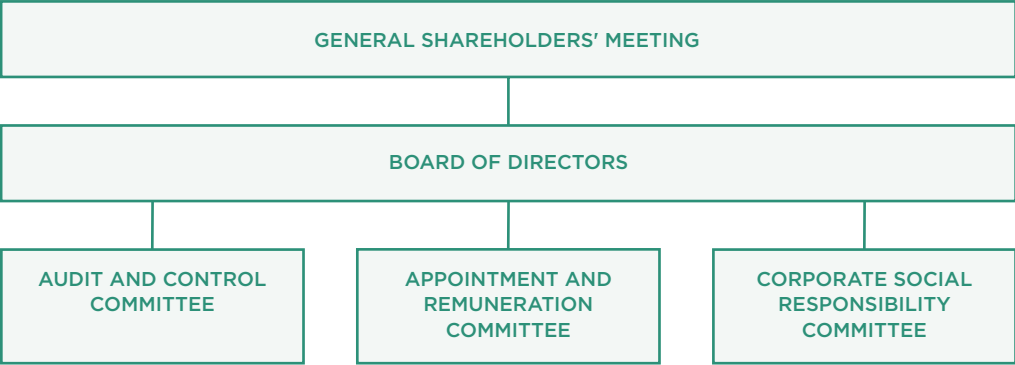 GENERAL SHAREHOLDERS' MEETING
BOARD OF DIRECTORS
AUDIT AND CONTROL
COMMITTEE
APPOINTMENT AND
REMUNERATION
COMMITTEE
CORPORATE SOCIAL
RESPONSIBILITY
COMMITTEE